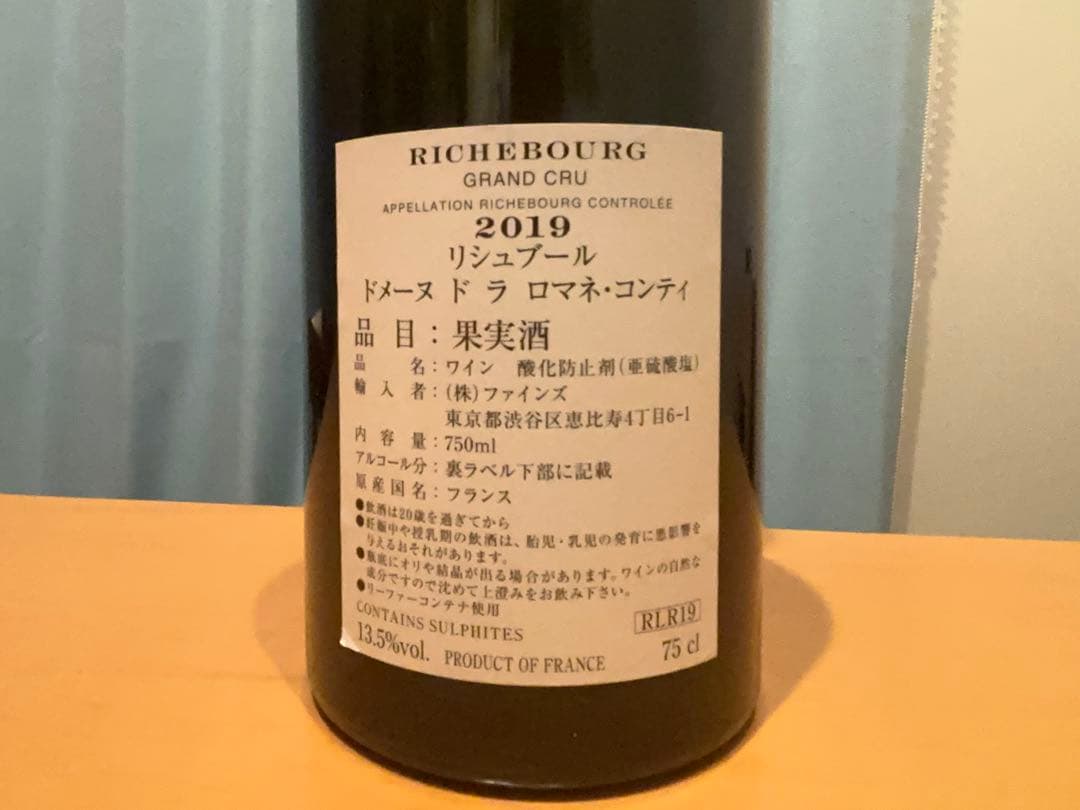 RICHEBOURG
GRAND CRU
APPELLATION RICHEBOURG CONTROLÉE
2019
リシュブール
ドメーヌ ド ラ ロマネ・コンティ
品目：果実酒
品名：ワイン 酸化防止剤(亜硫酸塩)
輸入者：(株)ファインズ
東京都渋谷区恵比寿4丁目6-1
内容量：750ml
アルコール分：裏ラベル下部に記載
原産国名：フランス
●飲酒は20歳を過ぎてから
●妊娠中や授乳期の飲酒は、胎児・乳児の発育に悪影響を
与えるおそれがあります。
●瓶底にオリや結晶が出る場合があります。ワインの自然な
成分ですので沈めて上澄みをお飲み下さい。
●リーファーコンテナ使用
CONTAINS SULPHITES RLR19
13.5%vol. PRODUCT OF FRANCE 75 cl